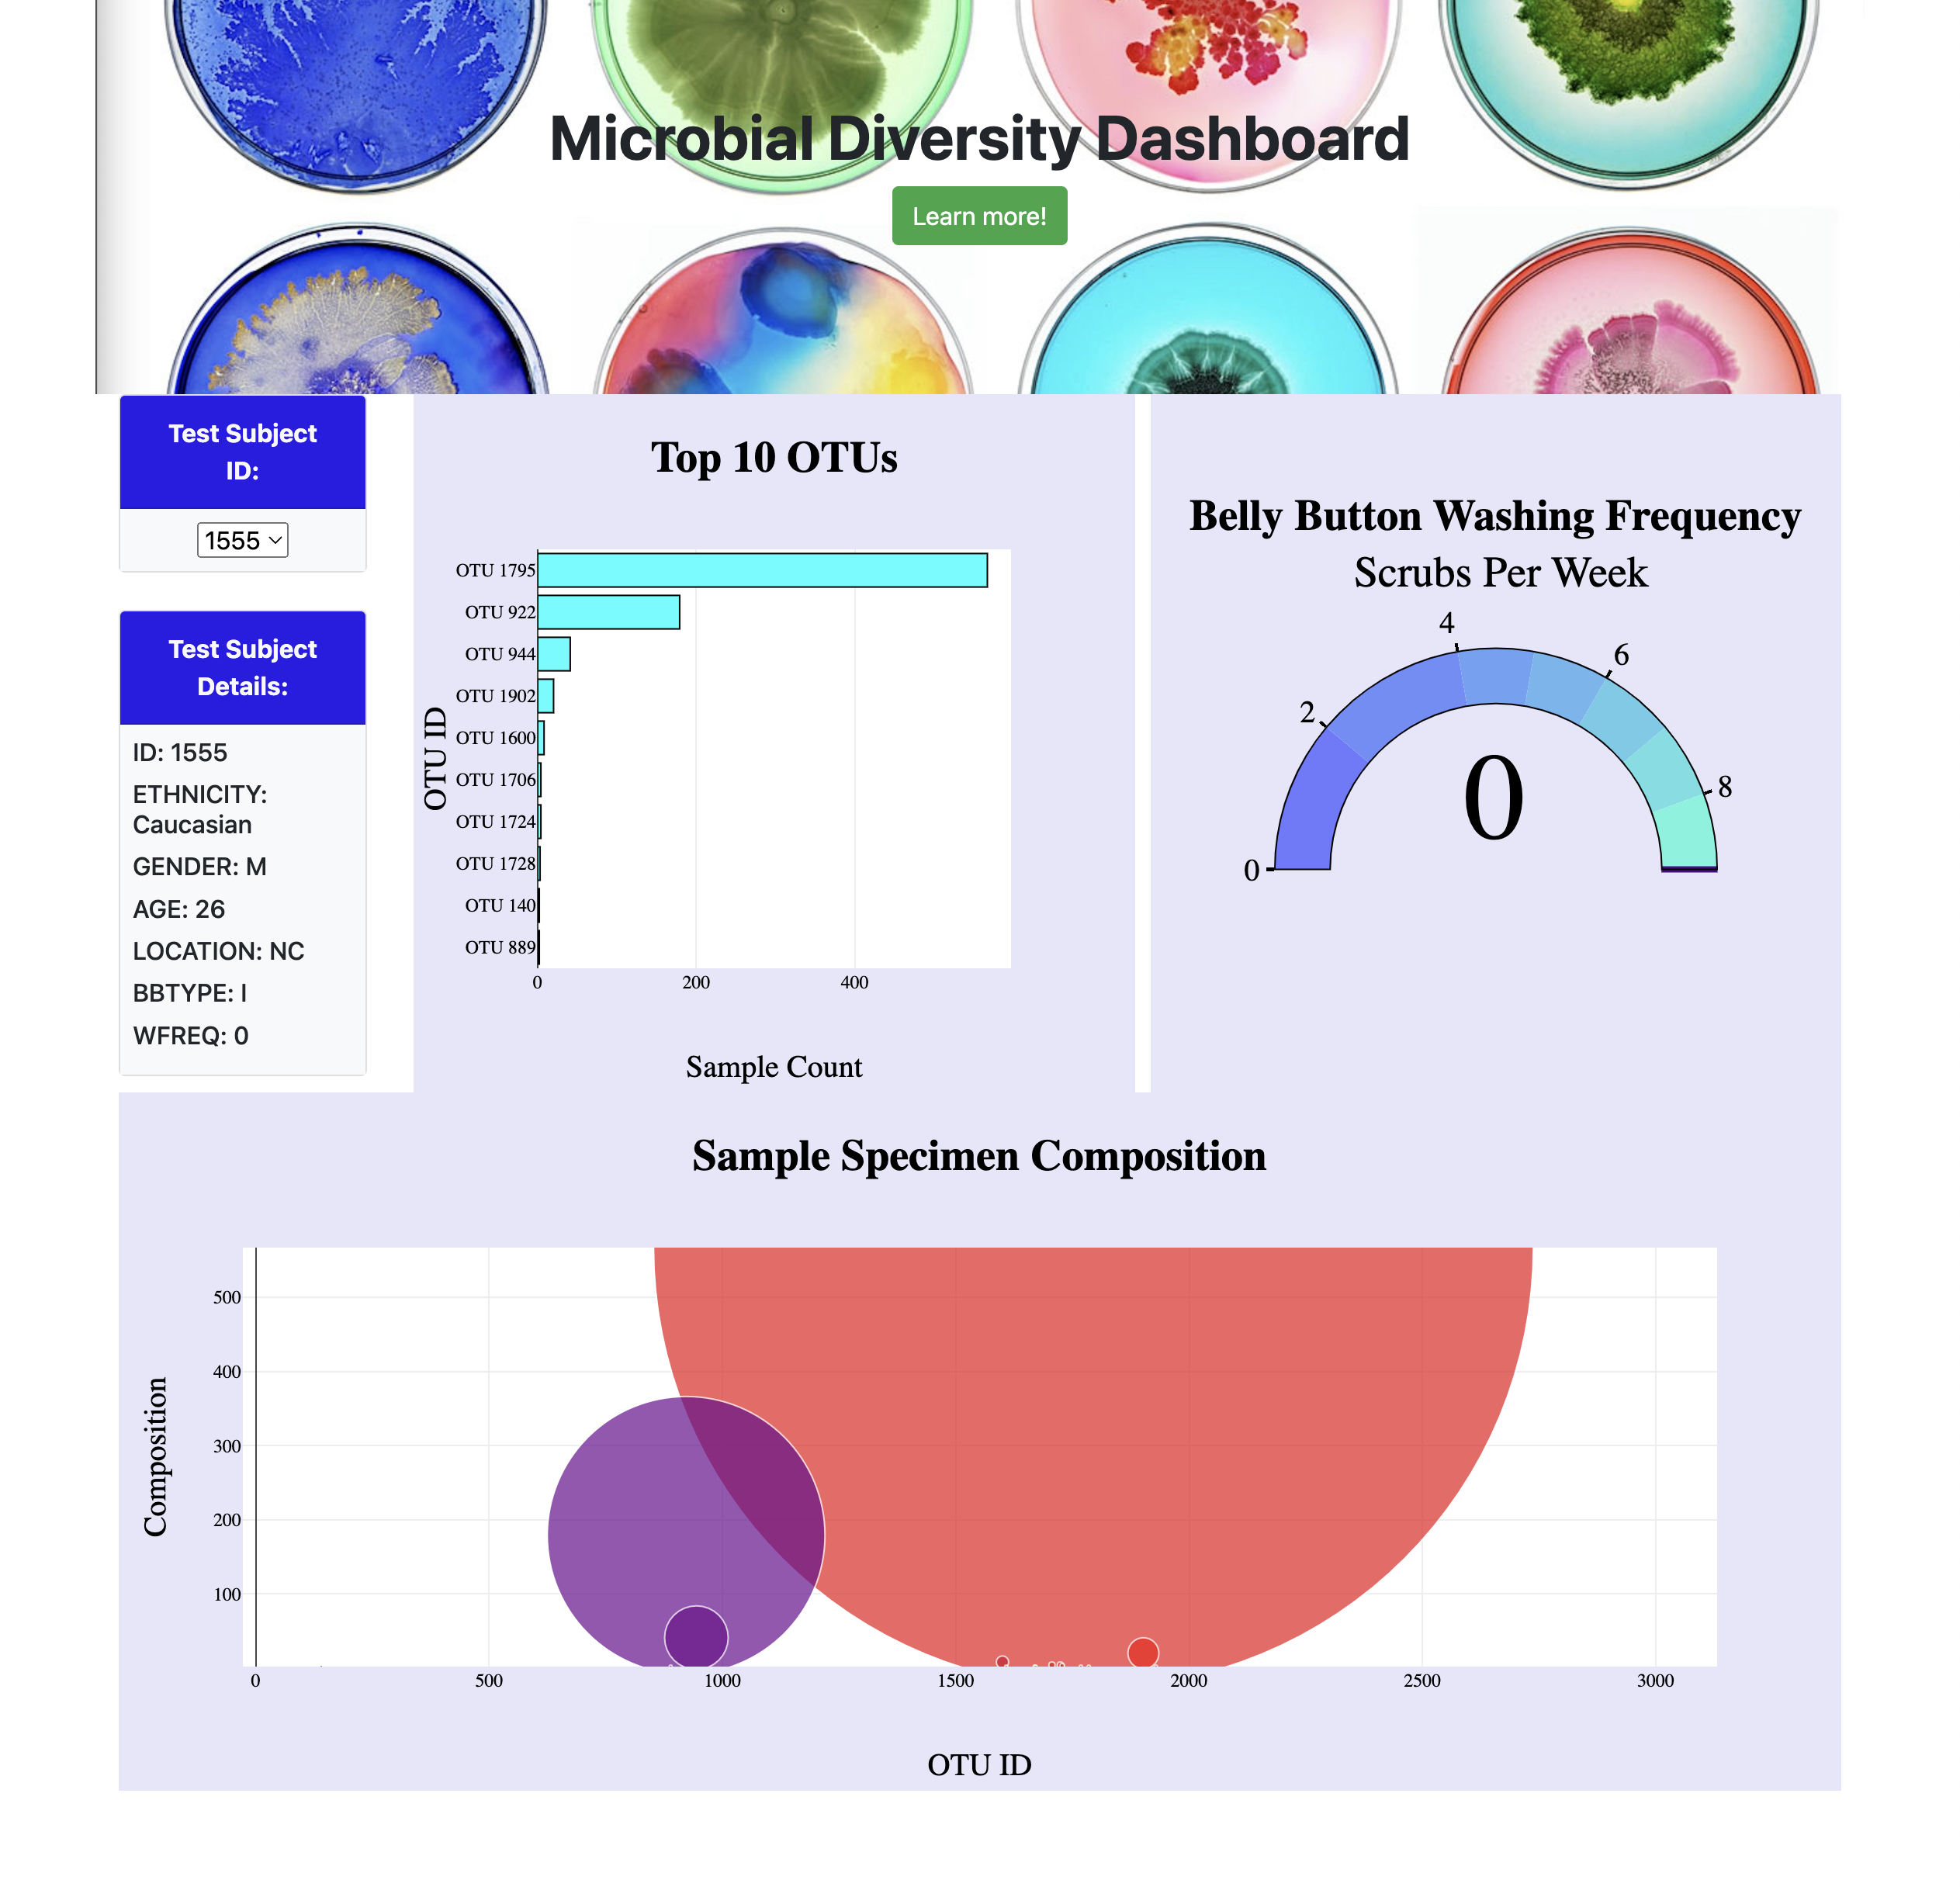 Microbial Diversity Dashboard
Learn more!
Test Subject
ID:
1555
Test Subject
Details:
ID: 1555
ETHNICITY:
Caucasian
GENDER: M
AGE: 26
LOCATION: NC
BBTYPE: I
WFREQ: 0
Top 10 OTUs
OTU ID
OTU 1795
OTU 922
OTU 944
OTU 1902
OTU 1600
OTU 1706
OTU 1724
OTU 1728
OTU 140
OTU 889
0 200 400
Sample Count
Belly Button Washing Frequency
Scrubs Per Week
0
2
4
6
8
0
Sample Specimen Composition
Composition
500
400
300
200
100
0 500 1000 1500 2000 2500 3000
OTU ID